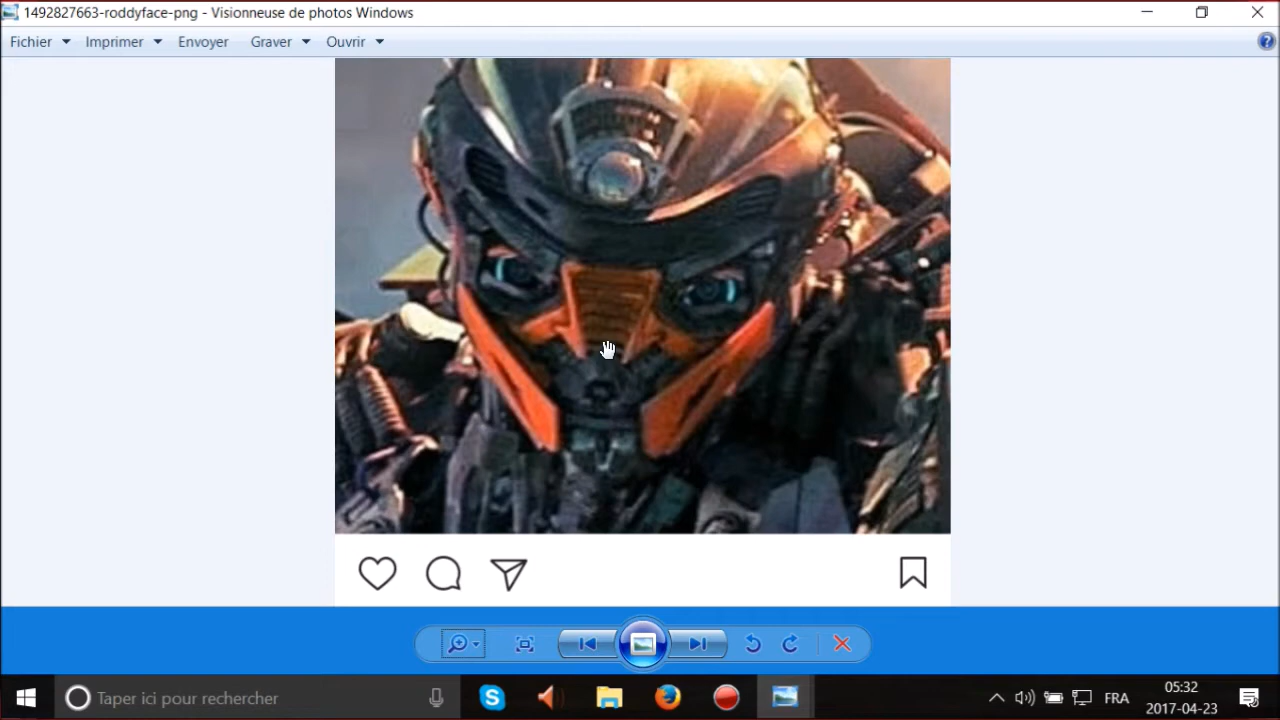 1492827663-roddyface-png - Visionneuse de photos Windows
Fichier Imprimer Envoyer Graver Ouvrir
Taper ici pour rechercher
FRA
05:32
2017-04-23